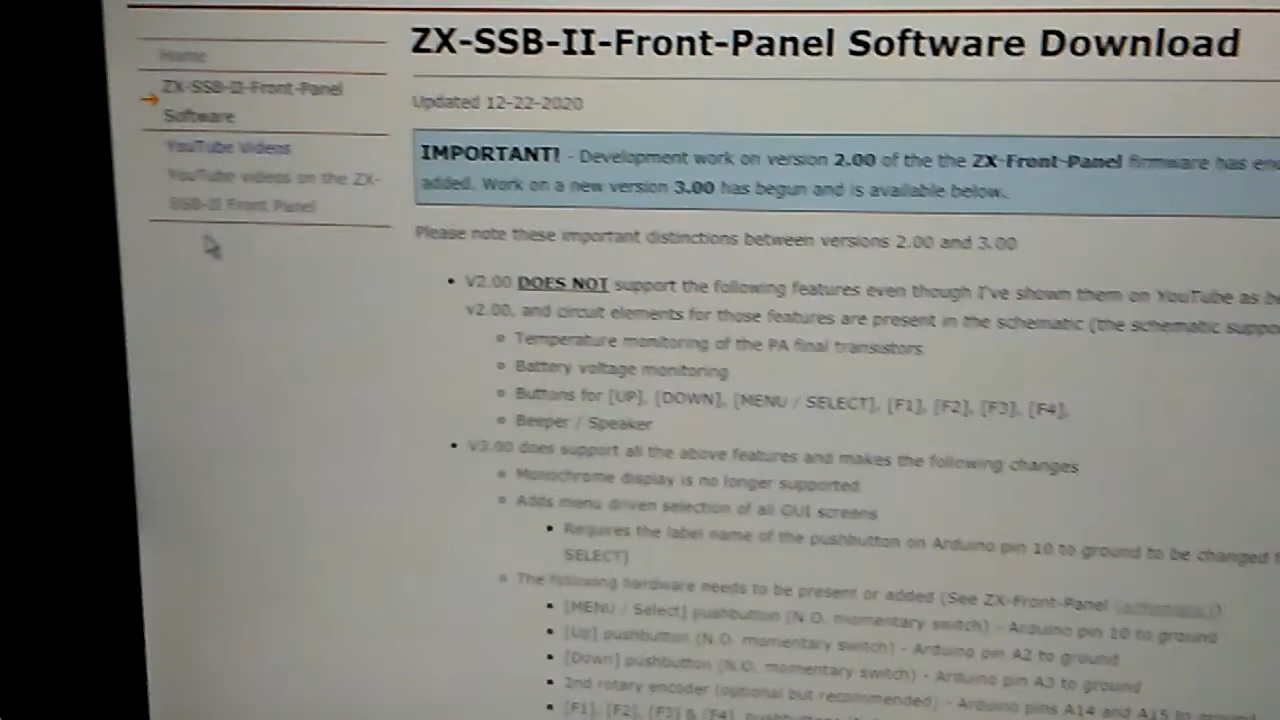 ZX-SSB-II-Front-Panel Software Download
Home
ZX-SSB-II-Front-Panel
Software
YouTube Videos
YouTube videos on the ZX-
SSB-II Front Panel
Updated 12-22-2020
IMPORTANT! - Development work on version 2.00 of the the ZX-Front-Panel firmware has
added. Work on a new version 3.00 has begun and is available below.
Please note these important distinctions between versions 2.00 and 3.00
• V2.00 DOES NOT support the following features even though I've shown them on YouTube as
v2.00, and circuit elements for those features are present in the schematic (the schematic
Temperature monitoring of the PA final transistors
Battery voltage monitoring
Buttons for [UP], [DOWN], [MENU / SELECT], [F1], [F2], [F3], [F4],
Beeper / Speaker
• V3.00 does support all the above features and makes the following changes
Monochrome display is no longer supported
Adds menu driven selection of all GUI screens
Requires the label name of the pushbutton on Arduino pin 10 to ground to be changed
SELECT)
The following hardware needs to be present or added (See ZX-Front-Panel
[MENU / Select] pushbutton (N.O. momentary switch) - Arduino pin 10 to ground
[Up] pushbutton (N.O. momentary switch) - Arduino pin A2 to ground
[Down] pushbutton (N.O. momentary switch) - Arduino pin A3 to ground
2nd rotary encoder (optional but recommended) - Arduino pins A14 and A15 to
[F1], [F2], [F3] & [F4],